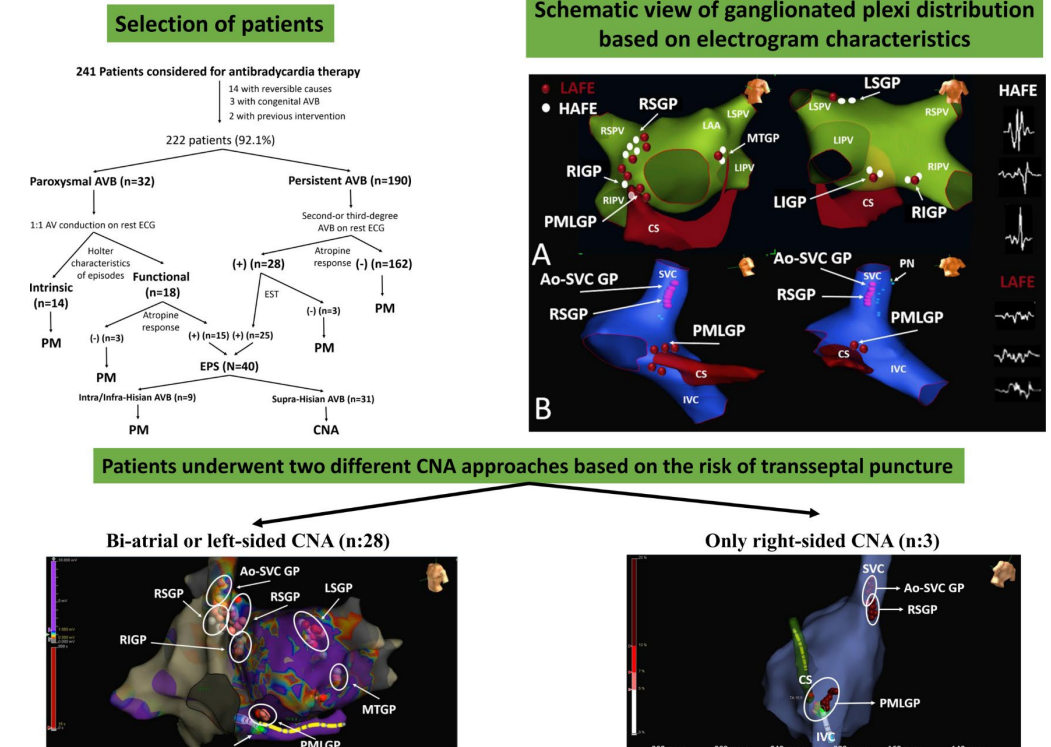 Selection of patients
241 Patients considered for antibradycardia therapy
14 with reversible causes
3 with congenital AVB
2 with previous intervention
222 patients (92.1%)
Paroxysmal AVB (n=32)
Persistent AVB (n=190)
1:1 AV conduction on rest ECG
Second-or third-degree
AVB on rest ECG
Holter
characteristics
of episodes
Atropine
response
(+) (n=28)
(-) (n=162)
Intrinsic
(n=14)
Functional
(n=18)
EST
PM
Atropine
response
(-) (n=3)
PM
(-) (n=3)
(+) (n=15)
(+) (n=25)
PM
PM
EPS (N=40)
Intra/Infra-Hisian AVB (n=9)
Supra-Hisian AVB (n=31)
PM
CNA
Schematic view of ganglionated plexi distribution
based on electrogram characteristics
LAFE
HAFE
RSGP
LSPV
LAA
RSPV
MTGP
LIPV
RIGP
RIPV
PMLGP
CS
LSGP
LSPV
RSPV
LIPV
RIPV
LIGP
CS
RIGP
HAFE
LAFE
A
Ao-SVC GP
SVC
RSGP
PMLGP
CS
IVC
Ao-SVC GP
SVC
PN
RSGP
PMLGP
CS
IVC
B
Patients underwent two different CNA approaches based on the risk of transseptal puncture
Bi-atrial or left-sided CNA (n:28)
Ao-SVC GP
RSGP
RSGP
LSGP
RIGP
MTGP
PMLGP
Only right-sided CNA (n:3)
SVC
Ao-SVC GP
RSGP
CS
PMLGP
IVC